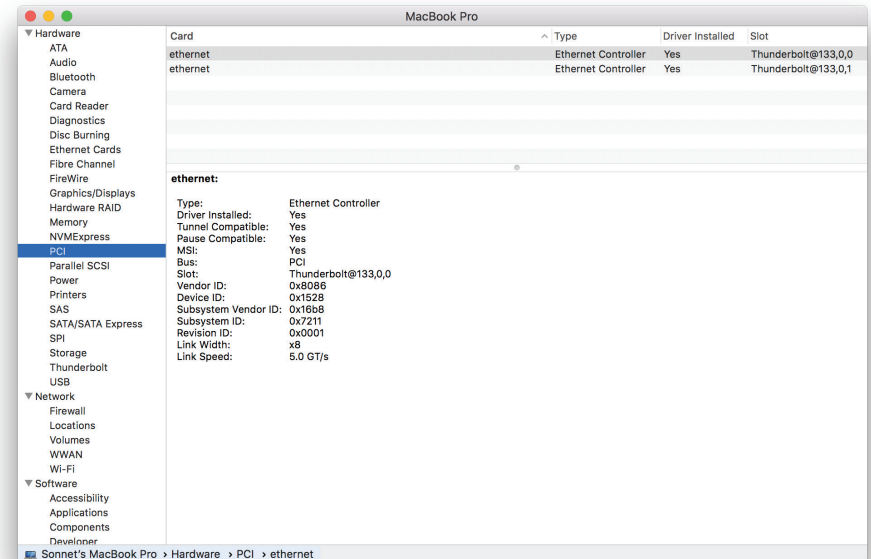 MacBook Pro
Hardware
ATA
Audio
Bluetooth
Camera
Card Reader
Diagnostics
Disc Burning
Ethernet Cards
Fibre Channel
FireWire
Graphics/Displays
Hardware RAID
Memory
NVMExpress
PCI
Parallel SCSI
Power
Printers
SAS
SATA/SATA Express
SPI
Storage
Thunderbolt
USB
Network
Firewall
Locations
Volumes
WWAN
Wi-Fi
Software
Accessibility
Applications
Components
Developer
Card Type Driver Installed Slot
ethernet Ethernet Controller Yes Thunderbolt@133,0,0
ethernet Ethernet Controller Yes Thunderbolt@133,0,1
ethernet:
Type: Ethernet Controller
Driver Installed: Yes
Tunnel Compatible: Yes
Pause Compatible: Yes
MSI: Yes
Bus: PCI
Slot: Thunderbolt@133,0,0
Vendor ID: 0x8086
Device ID: 0x1528
Subsystem Vendor ID: 0x16b8
Subsystem ID: 0x7211
Revision ID: 0x0001
Link Width: x8
Link Speed: 5.0 GT/s
Sonnet's MacBook Pro › Hardware › PCI › ethernet